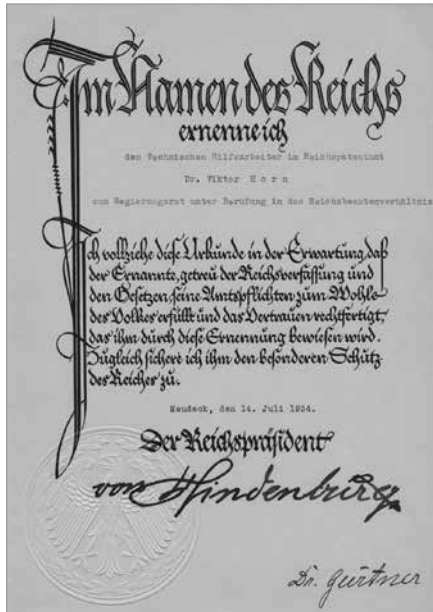 Im Namen des Reichs
ernenne ich
den Technischen Hilfsarbeiter im Reichspatentamt
Dr. Viktor Horn
zum Regierungsrat unter Berufung in das Reichsbeamtenverhältnis
Ich vollziehe diese Urkunde in der Erwartung, daß
der Ernannte, getreu der Reichsverfassung und
den Gesetzen, seine Amtspflichten zum Wohle
des Volkes erfüllt und das Vertrauen rechtfertigt,
das ihm durch diese Ernennung bewiesen wird.
Zugleich sichere ich ihm den besonderen Schutz
des Reiches zu.
Neudeck, den 14. Juli 1934.
Der Reichspräsident
von Hindenburg
Dr. Gürtner